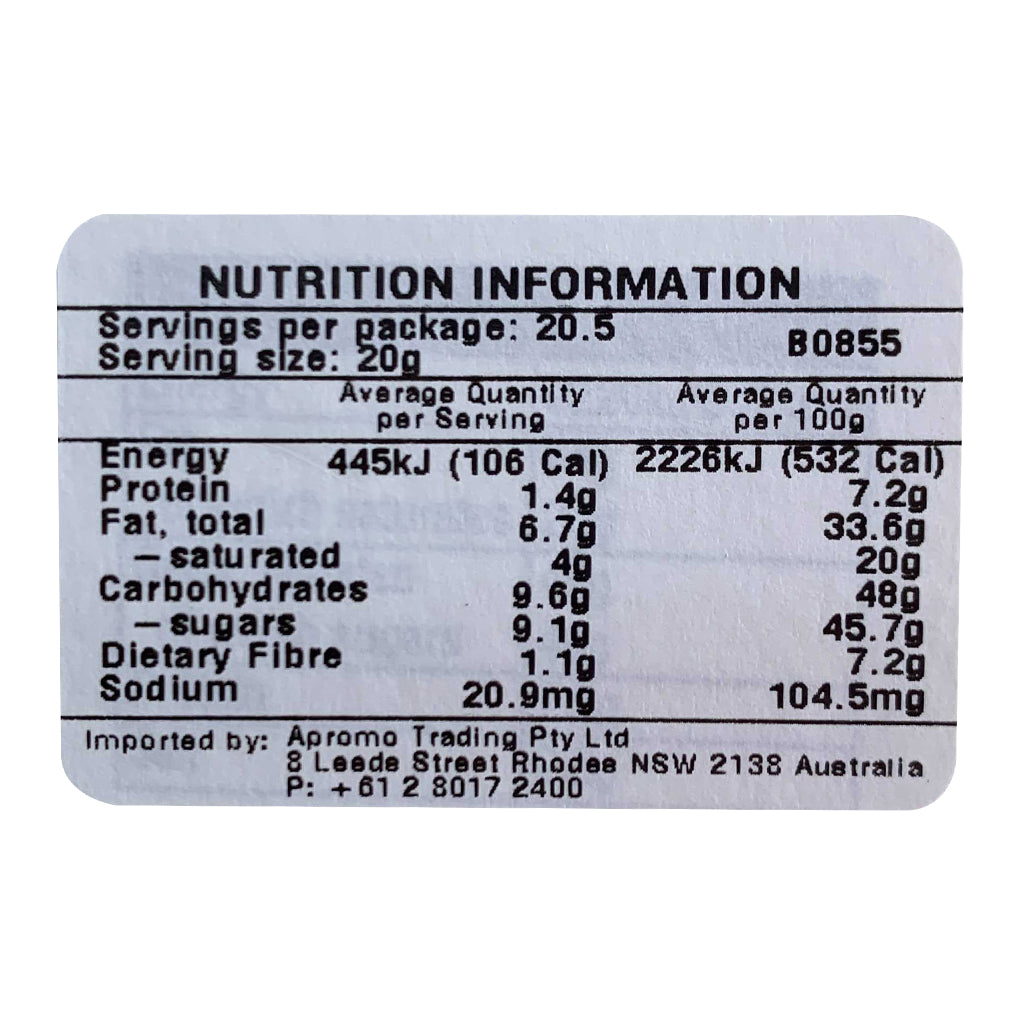 NUTRITION INFORMATION
Servings per package: 20.5
B0855
Serving size: 20g
Average Quantity per Serving
Average Quantity per 100g
Energy 445kJ (106 Cal) 2226kJ (532 Cal)
Protein 1.4g 7.2g
Fat, total 6.7g 33.6g
– saturated 4g 20g
Carbohydrates 9.6g 48g
– sugars 9.1g 45.7g
Dietary Fibre 1.1g 7.2g
Sodium 20.9mg 104.5mg
Imported by: Apromo Trading Pty Ltd
8 Leeds Street Rhodes NSW 2138 Australia
P: +61 2 8017 2400